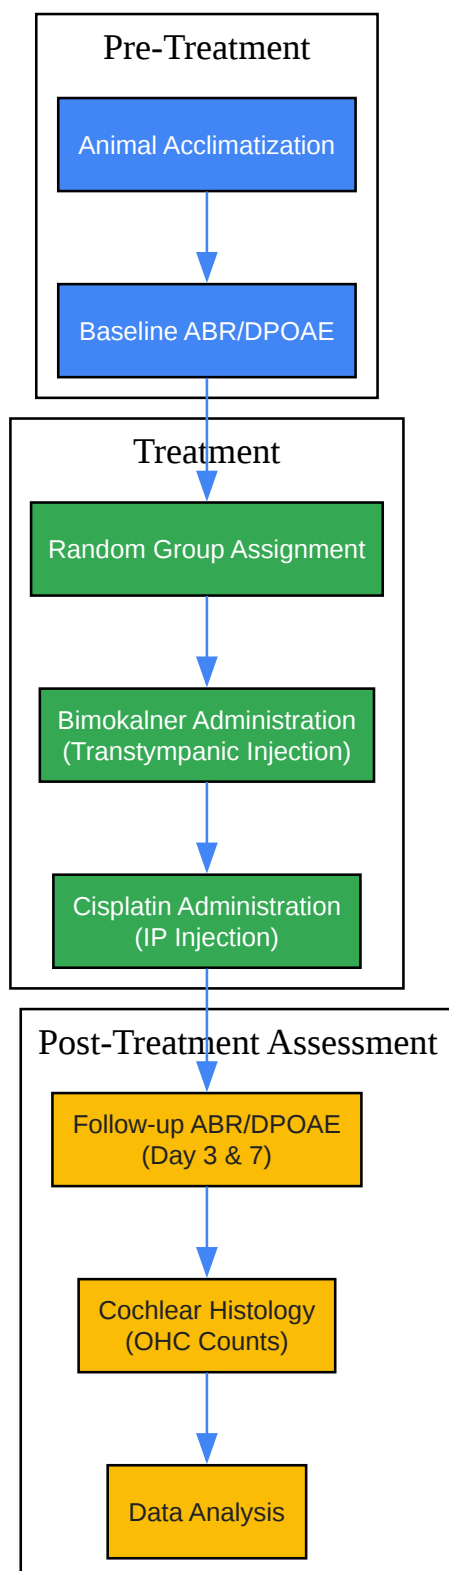 Pre-Treatment
Animal Acclimatization
Baseline ABR/DPOAE
Treatment
Random Group Assignment
Bimokalner Administration
(Transtympanic Injection)
Cisplatin Administration
(IP Injection)
Post-Treatment Assessment
Follow-up ABR/DPOAE
(Day 3 & 7)
Cochlear Histology
(OHC Counts)
Data Analysis